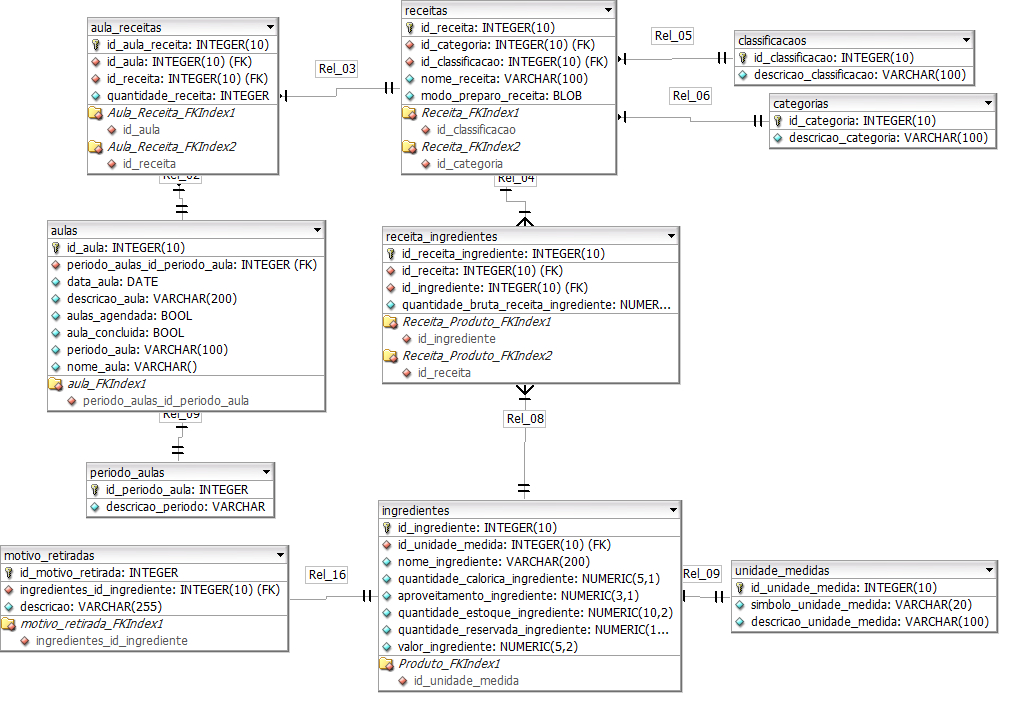 aula_receitas
id_aula_receita: INTEGER(10)
id_aula: INTEGER(10) (FK)
id_receita: INTEGER(10) (FK)
quantidade_receita: INTEGER
Aula_Receita_FKIndex1
id_aula
Aula_Receita_FKIndex2
id_receita
Rel_03
receitas
id_receita: INTEGER(10)
id_categoria: INTEGER(10) (FK)
id_classificacao: INTEGER(10) (FK)
nome_receita: VARCHAR(100)
modo_preparo_receita: BLOB
Receita_FKIndex1
id_classificacao
Receita_FKIndex2
id_categoria
Rel_05
classificacaos
id_classificacao: INTEGER(10)
descricao_classificacao: VARCHAR(100)
Rel_06
categorias
id_categoria: INTEGER(10)
descricao_categoria: VARCHAR(100)
Rel_02
Rel_04
aulas
id_aula: INTEGER(10)
periodo_aulas_id_periodo_aula: INTEGER (FK)
data_aula: DATE
descricao_aula: VARCHAR(200)
aulas_agendada: BOOL
aula_concluida: BOOL
periodo_aula: VARCHAR(100)
nome_aula: VARCHAR()
aula_FKIndex1
periodo_aulas_id_periodo_aula
receita_ingredientes
id_receita_ingrediente: INTEGER(10)
id_receita: INTEGER(10) (FK)
id_ingrediente: INTEGER(10) (FK)
quantidade_bruta_receita_ingrediente: NUMER...
Receita_Produto_FKIndex1
id_ingrediente
Receita_Produto_FKIndex2
id_receita
Rel_09
Rel_08
periodo_aulas
id_periodo_aula: INTEGER
descricao_periodo: VARCHAR
motivo_retiradas
id_motivo_retirada: INTEGER
ingredientes_id_ingrediente: INTEGER(10) (FK)
descricao: VARCHAR(255)
motivo_retirada_FKIndex1
ingredientes_id_ingrediente
Rel_16
ingredientes
id_ingrediente: INTEGER(10)
id_unidade_medida: INTEGER(10) (FK)
nome_ingrediente: VARCHAR(200)
quantidade_calorica_ingrediente: NUMERIC(5,1)
aproveitamento_ingrediente: NUMERIC(3,1)
quantidade_estoque_ingrediente: NUMERIC(10,2)
quantidade_reservada_ingrediente: NUMERIC(1...
valor_ingrediente: NUMERIC(5,2)
Produto_FKIndex1
id_unidade_medida
Rel_09
unidade_medidas
id_unidade_medida: INTEGER(10)
simbolo_unidade_medida: VARCHAR(20)
descricao_unidade_medida: VARCHAR(100)